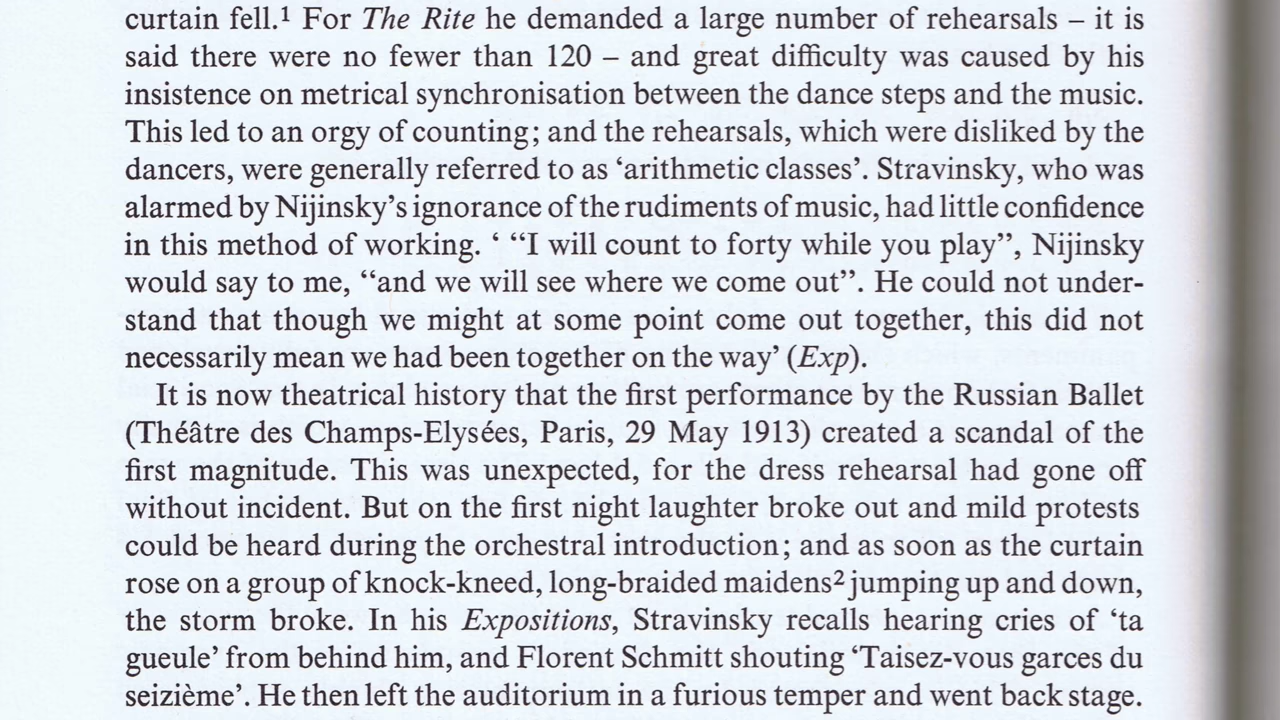 curtain fell.¹ For The Rite he demanded a large number of rehearsals – it is
said there were no fewer than 120 – and great difficulty was caused by his
insistence on metrical synchronisation between the dance steps and the music.
This led to an orgy of counting; and the rehearsals, which were disliked by the
dancers, were generally referred to as ‘arithmetic classes’. Stravinsky, who was
alarmed by Nijinsky’s ignorance of the rudiments of music, had little confidence
in this method of working. ‘ “I will count to forty while you play”, Nijinsky
would say to me, “and we will see where we come out”. He could not under-
stand that though we might at some point come out together, this did not
necessarily mean we had been together on the way’ (Exp).
It is now theatrical history that the first performance by the Russian Ballet
(Théâtre des Champs-Elysées, Paris, 29 May 1913) created a scandal of the
first magnitude. This was unexpected, for the dress rehearsal had gone off
without incident. But on the first night laughter broke out and mild protests
could be heard during the orchestral introduction; and as soon as the curtain
rose on a group of knock-kneed, long-braided maidens² jumping up and down,
the storm broke. In his Expositions, Stravinsky recalls hearing cries of ‘ta
gueule’ from behind him, and Florent Schmitt shouting ‘Taisez-vous garces du
seizième’. He then left the auditorium in a furious temper and went back stage.